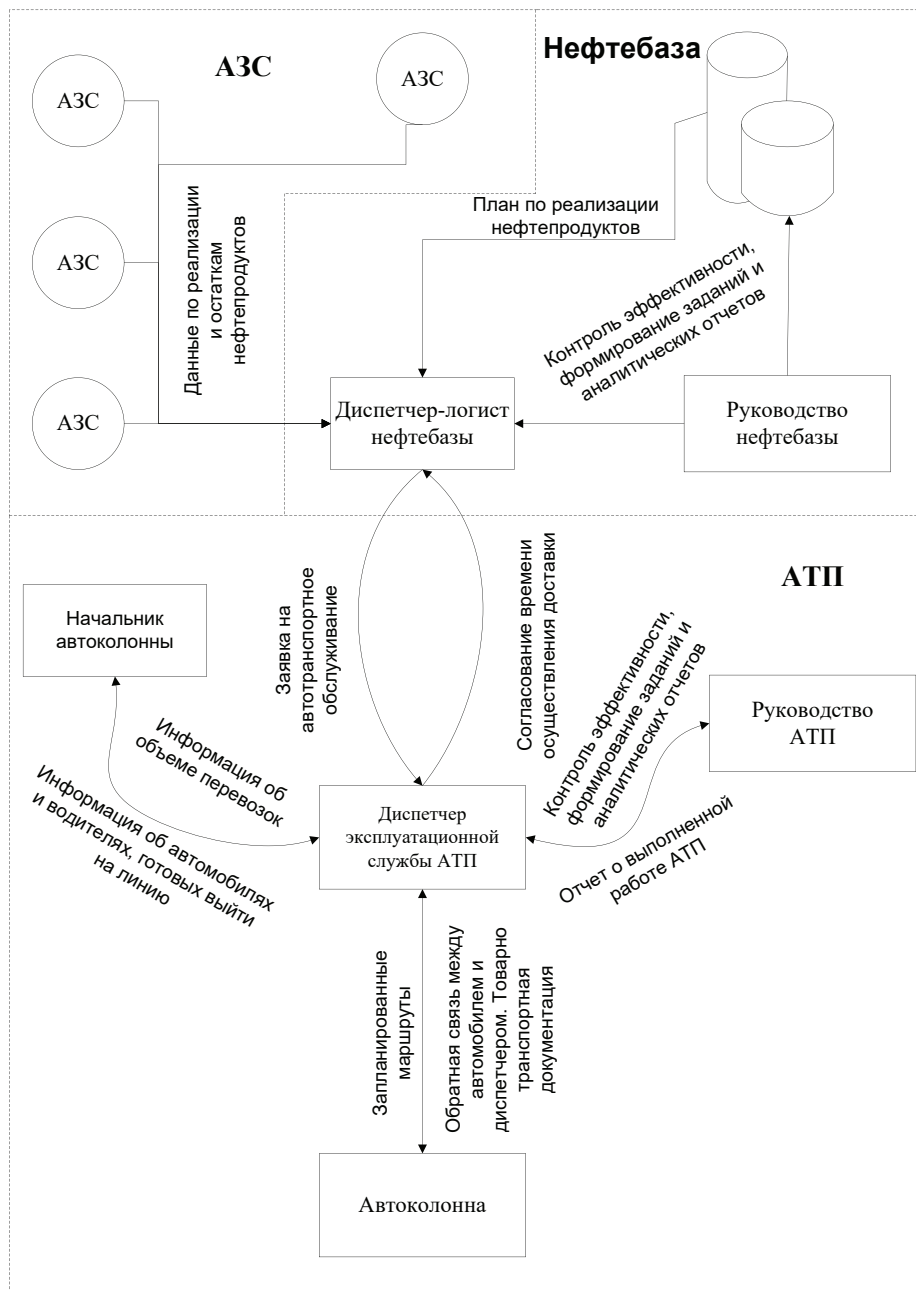 АЗС
Нефтебаза
АЗС
АЗС
АЗС
АЗС
Данные по реализации
и остаткам
нефтепродуктов
План по реализации
нефтепродуктов
Контроль эффективности,
формирование заданий и
аналитических отчетов
Диспетчер-логист
нефтебазы
Руководство
нефтебазы
АТП
Заявка на
автотранспортное
обслуживание
Согласование времени
осуществления доставки
Начальник
автоколонны
Информация об
объеме перевозок
Информация об автомобилях
и водителях, готовых выйти
на линию
Контроль эффективности,
формирование заданий и
аналитических отчетов
Руководство
АТП
Диспетчер
эксплуатационной
службы АТП
Отчет о выполненной
работе АТП
Запланированные
маршруты
Обратная связь между
автомобилем и
диспетчером. Товарно
транспортная
документация
Автоколонна